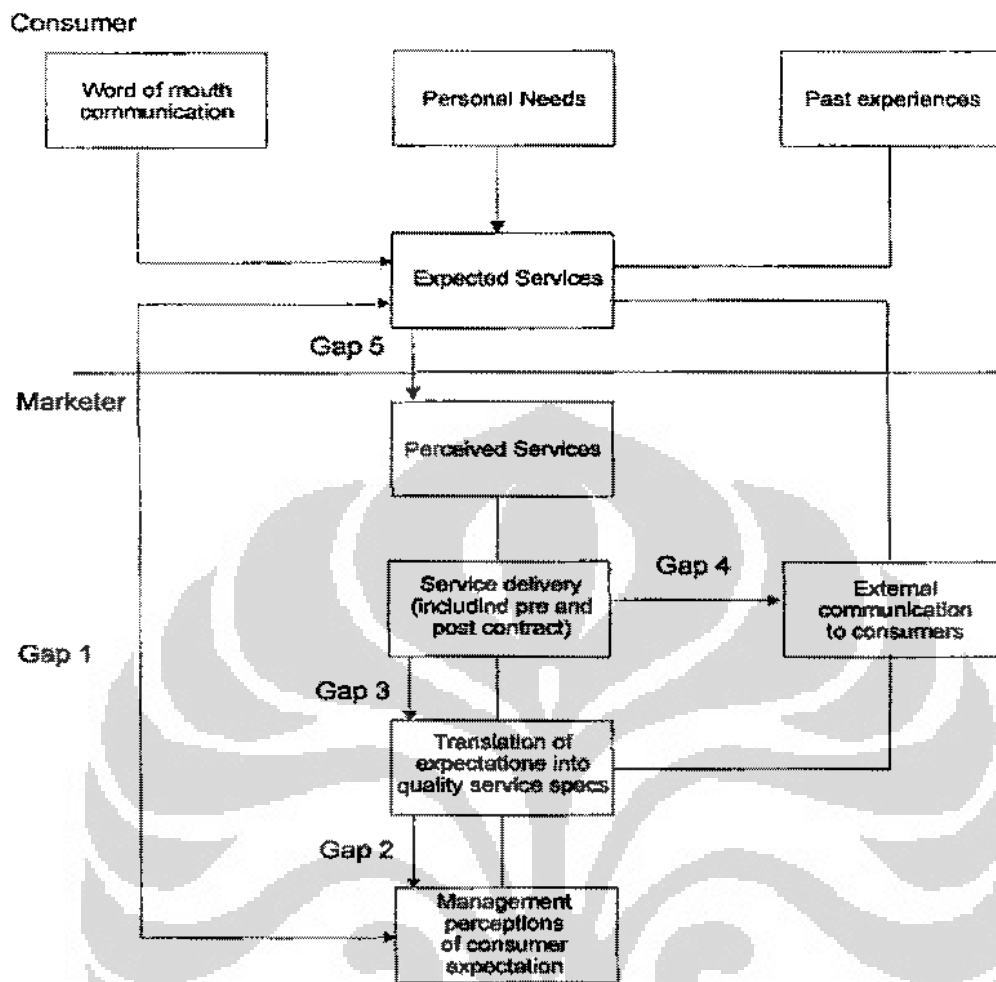 Consumer
Word of mouth
communication
Personal Needs
Past experiences
Expected Services
Gap 5
Marketer
Perceived Services
Service delivery
(includind pre and
post contract)
Gap 4
External
communication
to consumers
Gap 1
Gap 3
Translation of
expectatione into
quality service specs
Gap 2
Management
perceptions
of consumer
expectation